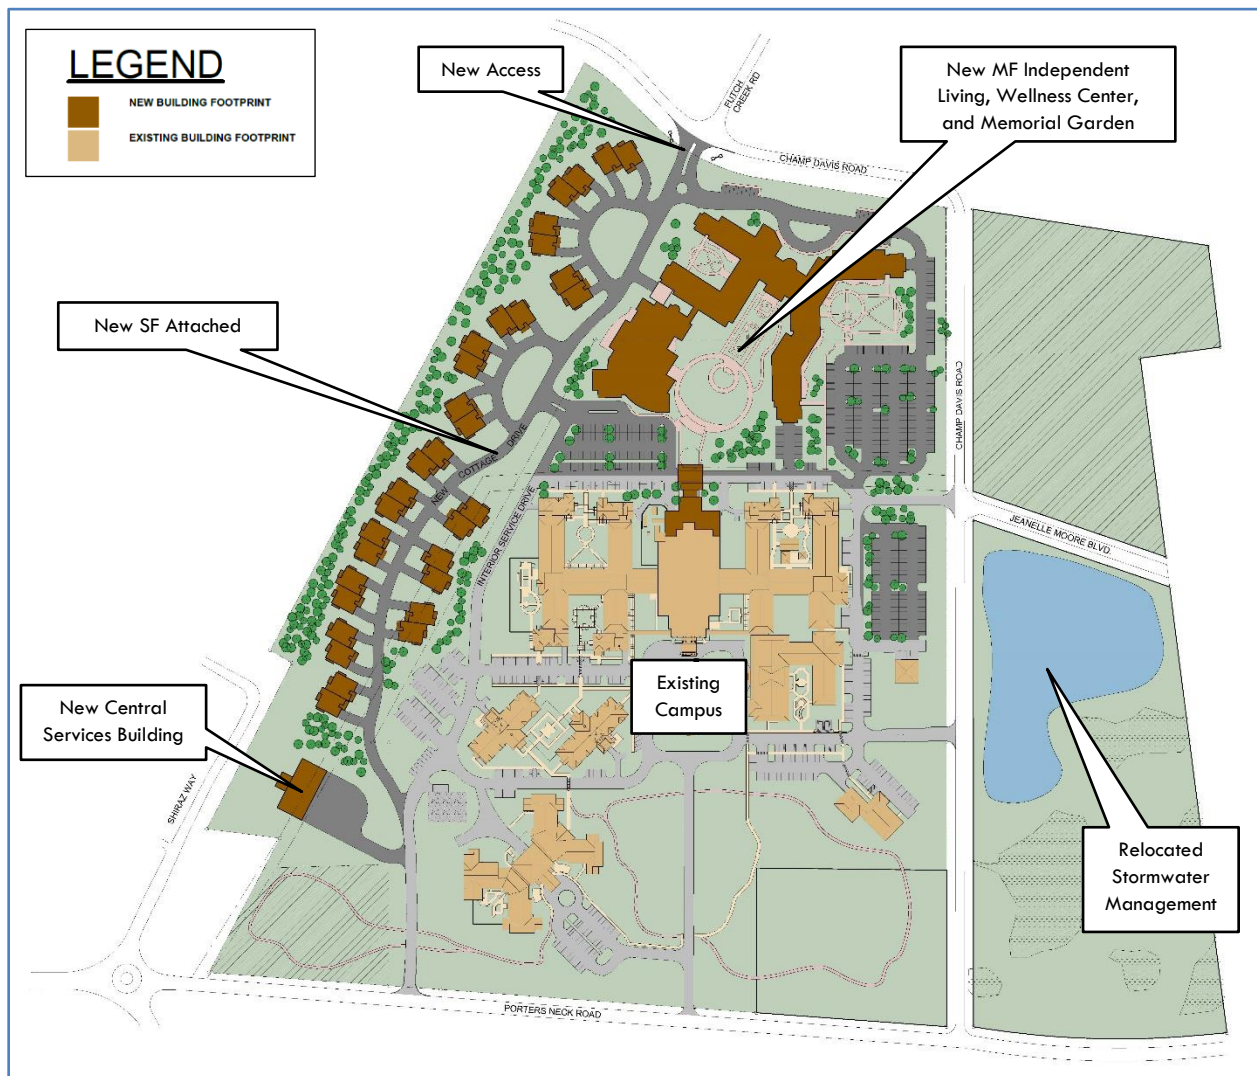 LEGEND
NEW BUILDING FOOTPRINT
EXISTING BUILDING FOOTPRINT
New Access
New MF Independent
Living, Wellness Center,
and Memorial Garden
FUTCH
CREEK RD
CHAMP DAVIS ROAD
New SF Attached
CHAMP DAVIS ROAD
NEW COTTAGE DRIVE
INTERIOR SERVICE DRIVE
JEANELLE MOORE BLVD.
Existing
Campus
New Central
Services Building
SHIRAZ WAY
Relocated
Stormwater
Management
PORTERS NECK ROAD